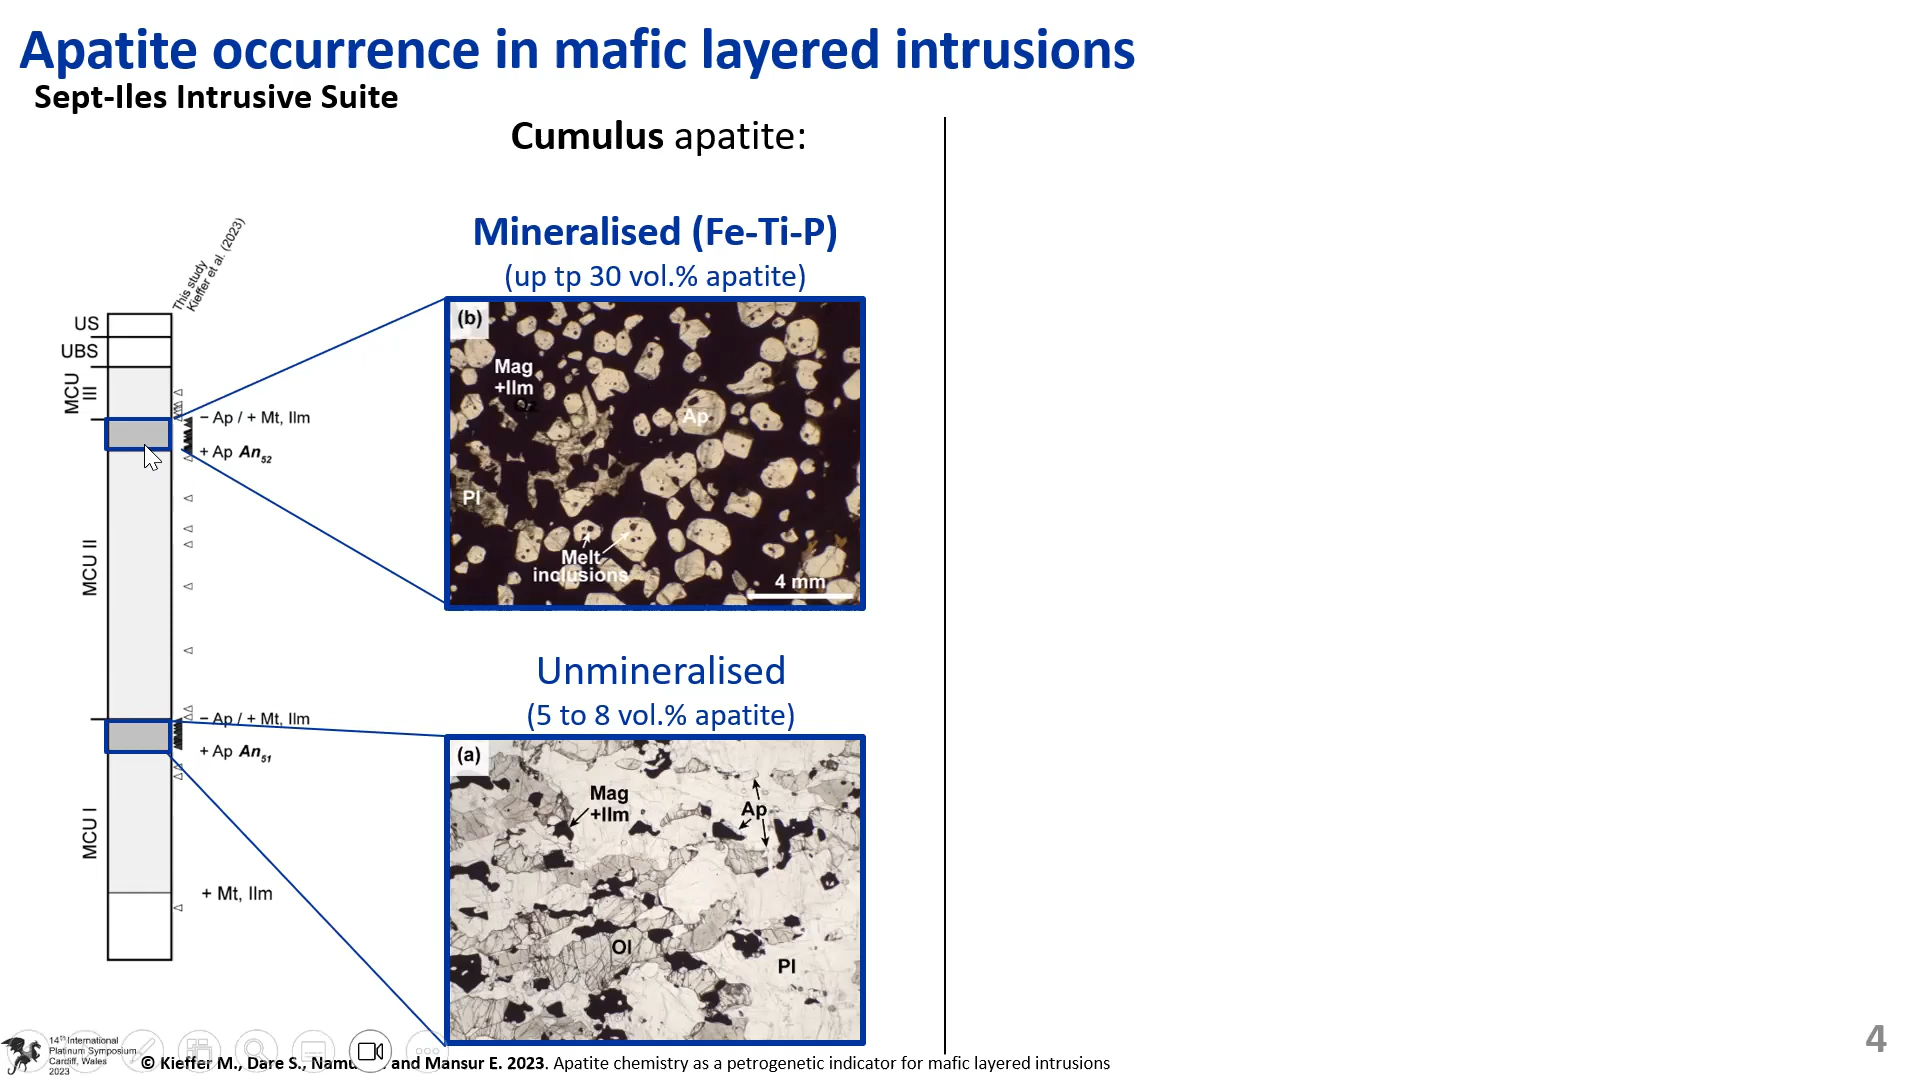 Apatite occurrence in mafic layered intrusions
Sept-Iles Intrusive Suite
Cumulus apatite:
Mineralised (Fe-Ti-P)
(up tp 30 vol.% apatite)
This study
Kieffer et al. (2023)
US
UBS
MCU
III
MCU II
MCU I
– Ap / + Mt, Ilm
+ Ap An52
– Ap / + Mt, Ilm
+ Ap An51
+ Mt, Ilm
(b)
Mag
+Ilm
Ap
Pl
Melt
inclusions
4 mm
Unmineralised
(5 to 8 vol.% apatite)
(a)
Mag
+Ilm
Ap
Ol
Pl
14th International
Platinum Symposium
Cardiff, Wales
2023
© Kieffer M., Dare S., and Mansur E. 2023. Apatite chemistry as a petrogenetic indicator for mafic layered intrusions
4